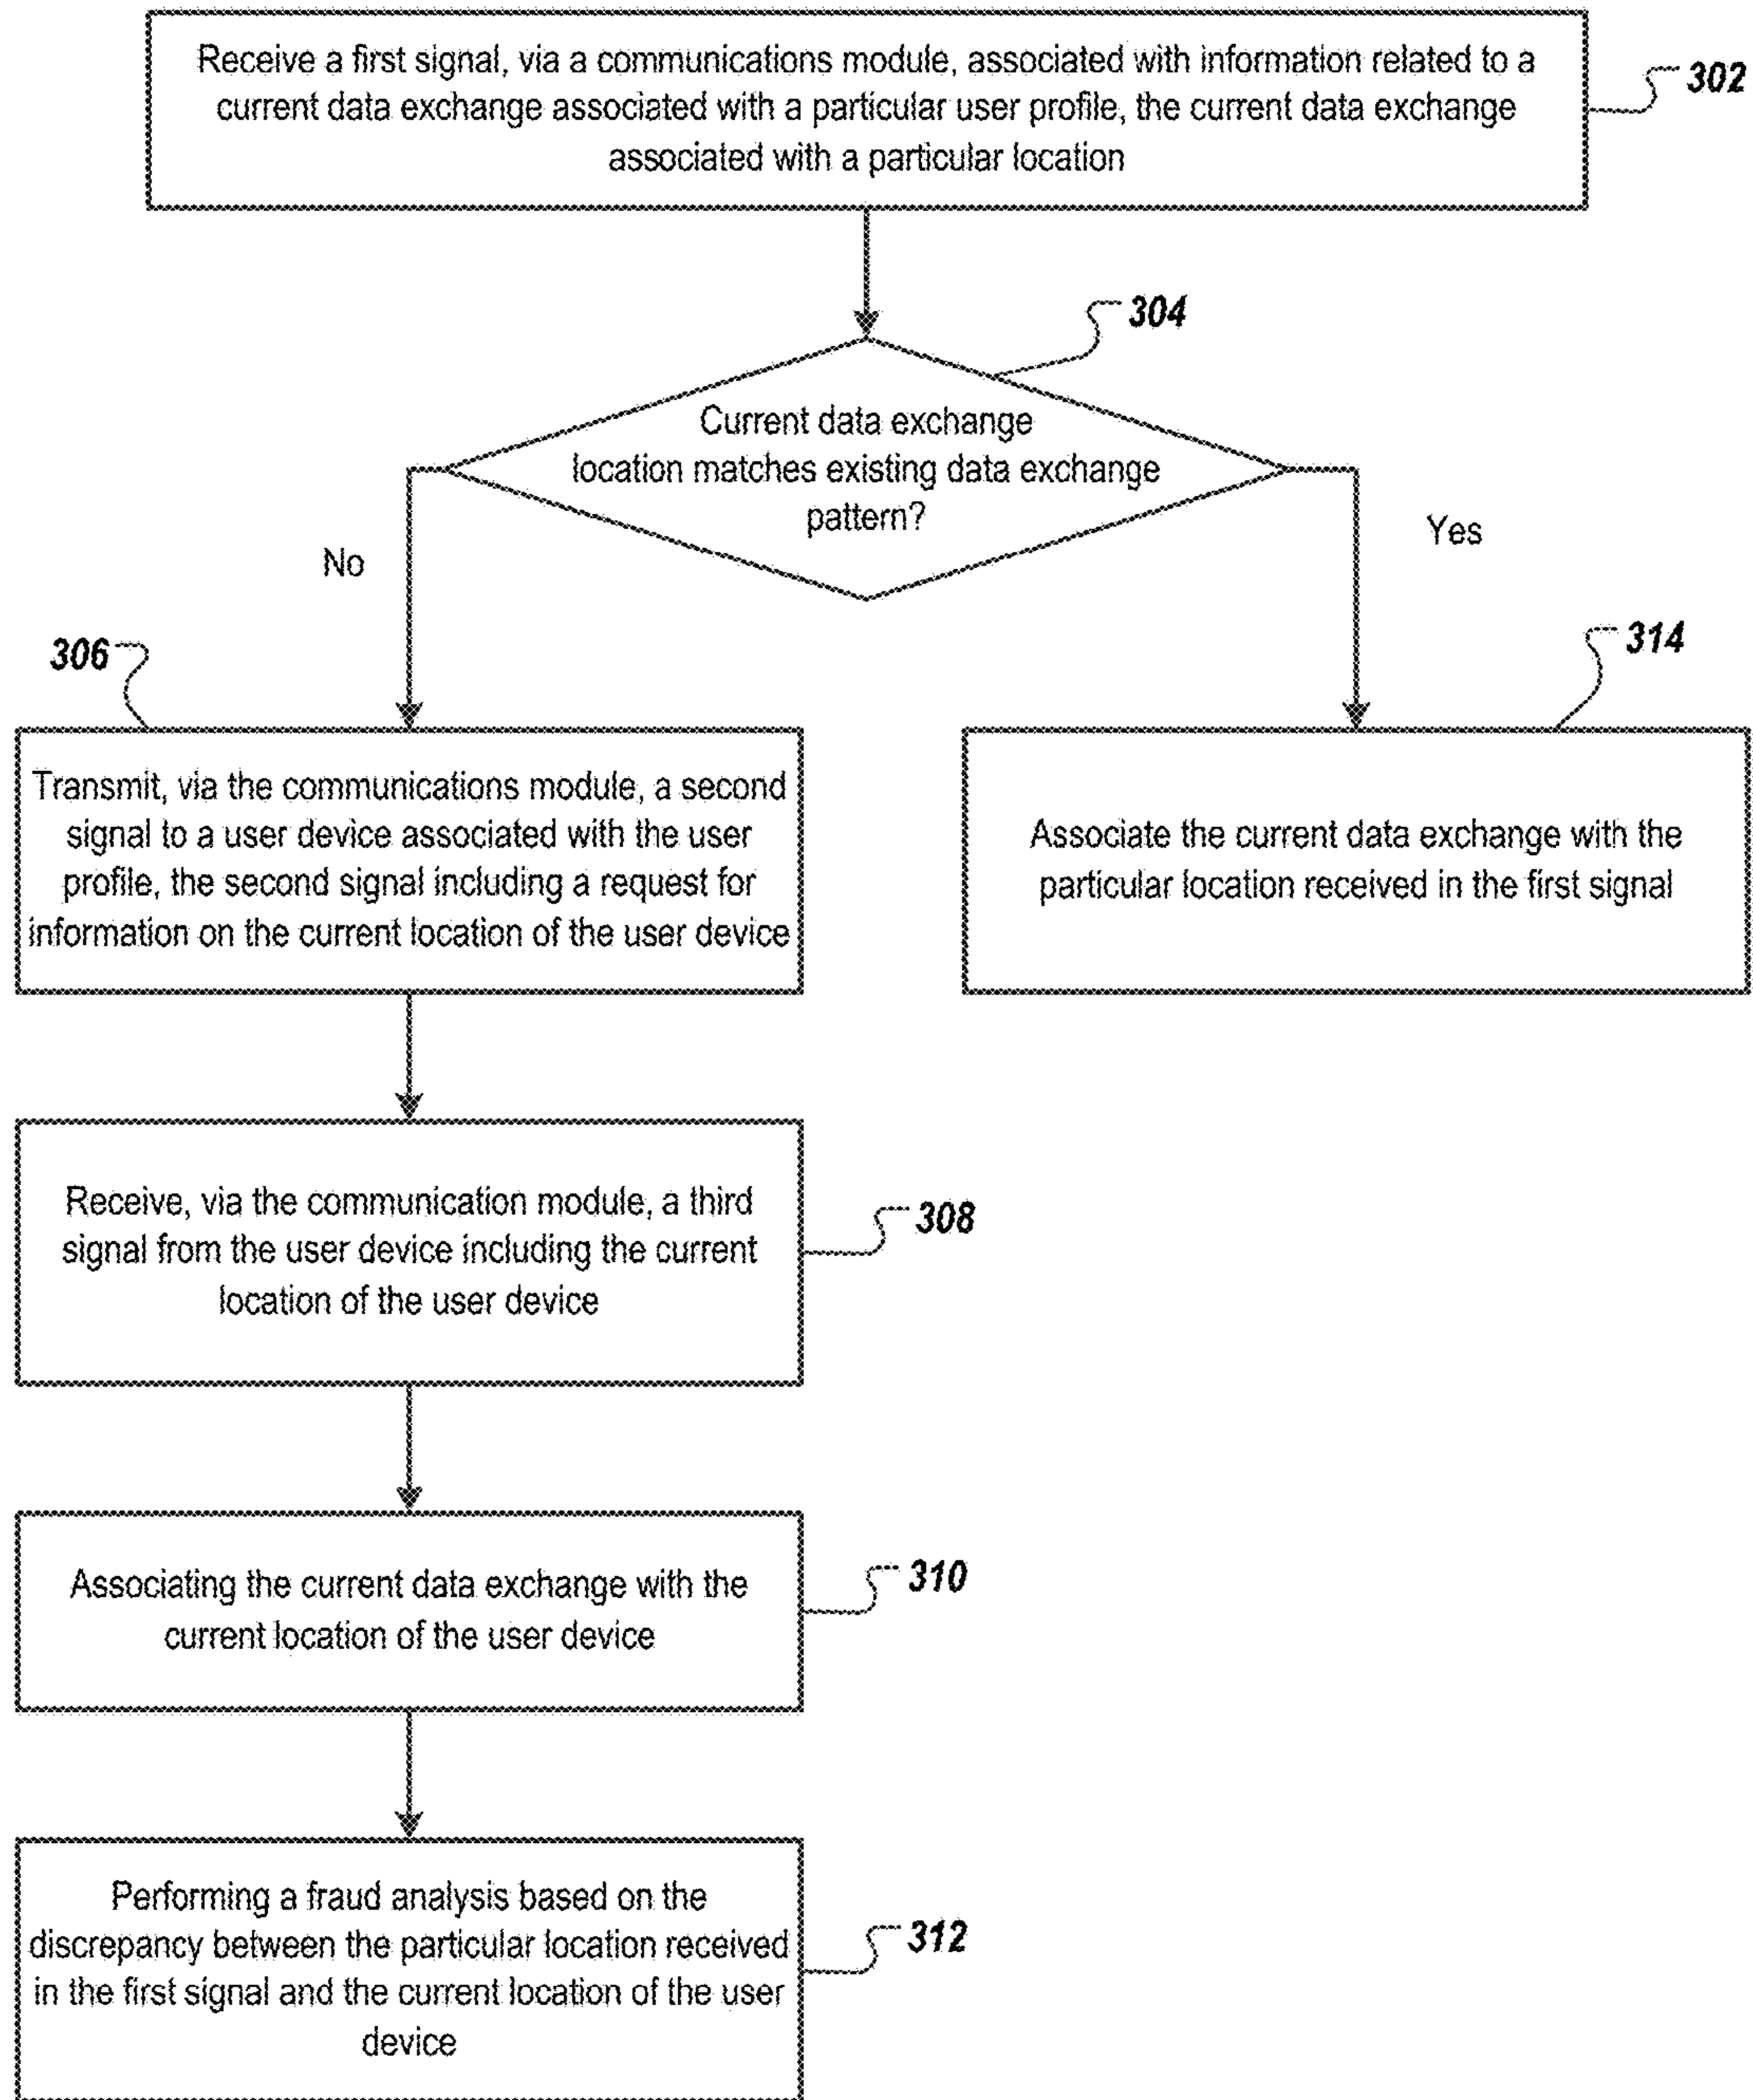 Receive a first signal, via a communications module, associated with information related to a
current data exchange associated with a particular user profile, the current data exchange
associated with a particular location
302
304
Current data exchange
location matches existing data exchange
pattern?
No
Yes
306
314
Transmit, via the communications module, a second
signal to a user device associated with the user
profile, the second signal including a request for
information on the current location of the user device
Associate the current data exchange with the
particular location received in the first signal
Receive, via the communication module, a third
signal from the user device including the current
location of the user device
308
Associating the current data exchange with the
current location of the user device
310
Performing a fraud analysis based on the
discrepancy between the particular location received
in the first signal and the current location of the user
device
312